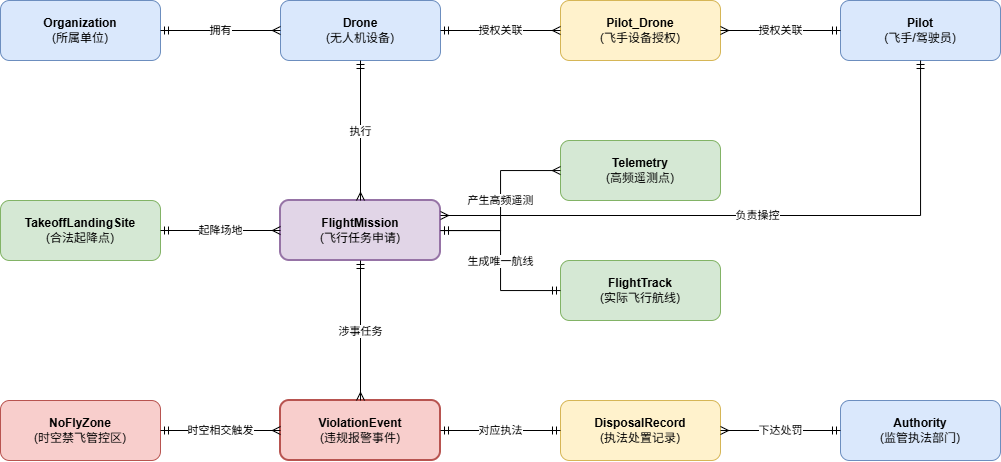 Organization
(所属单位)
拥有
Drone
(无人机设备)
授权关联
Pilot_Drone
(飞手设备授权)
授权关联
Pilot
(飞手/驾驶员)
执行
Telemetry
(高频遥测点)
产生高频遥测
TakeoffLandingSite
(合法起降点)
起降场地
FlightMission
(飞行任务申请)
负责操控
生成唯一航线
FlightTrack
(实际飞行航线)
涉事任务
NoFlyZone
(时空禁飞管控区)
时空相交触发
ViolationEvent
(违规报警事件)
对应执法
DisposalRecord
(执法处置记录)
下达处罚
Authority
(监管执法部门)